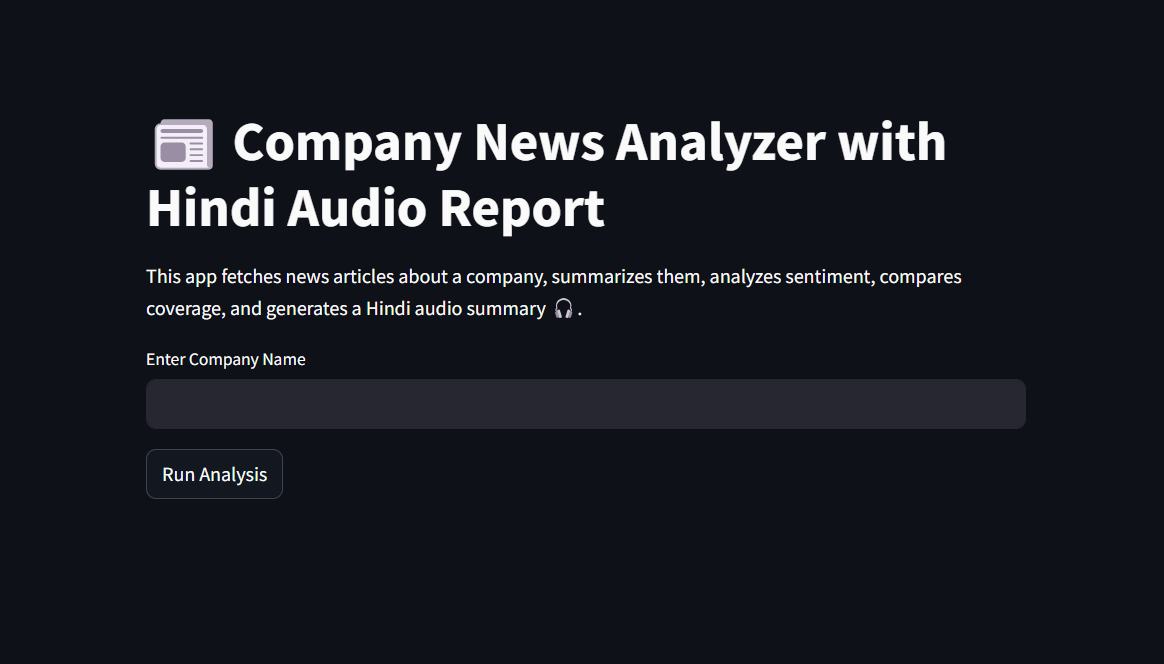 📰 Company News Analyzer with
Hindi Audio Report
This app fetches news articles about a company, summarizes them, analyzes sentiment, compares
coverage, and generates a Hindi audio summary 🎧.
Enter Company Name
Run Analysis